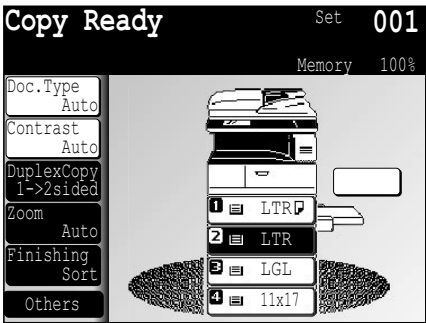 Copy Ready
Set 001
Memory 100%
Doc.Type
Auto
Contrast
Auto
DuplexCopy
1->2sided
Zoom
Auto
Finishing
Sort
Others
1 LTR
2 LTR
3 LGL
4 11x17